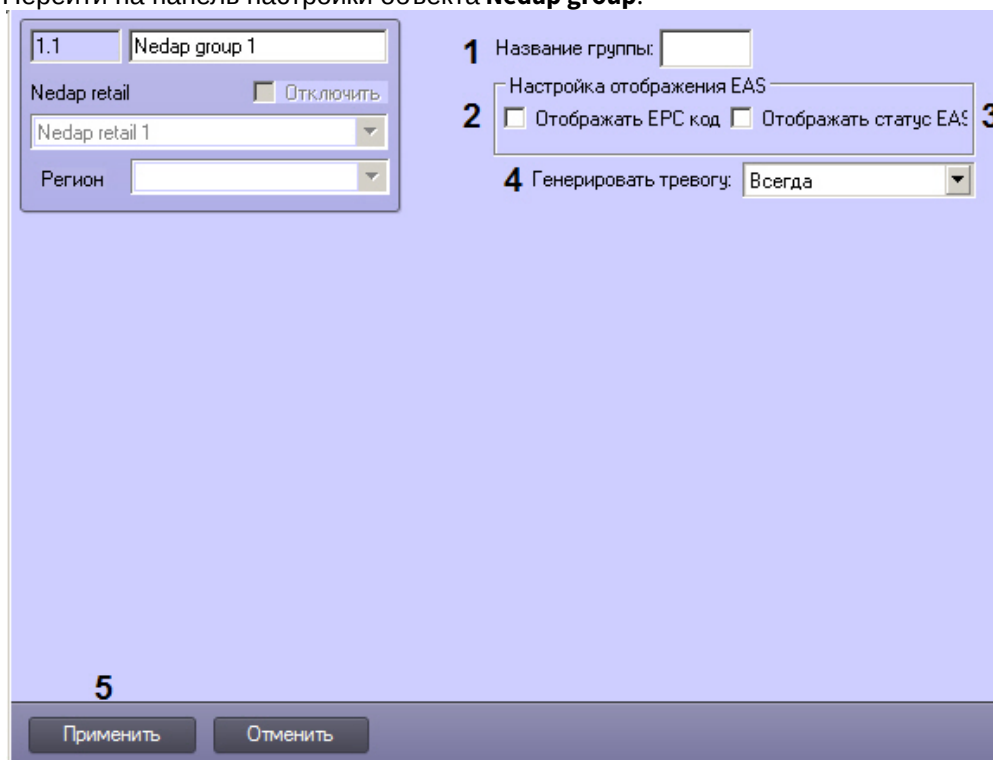 Перейти на панель настройки объекта Nedap group.
1.1 Nedap group 1
Nedap retail Отключить
Nedap retail 1
Регион
1 Название группы:
Настройка отображения EAS
2 Отображать EPC код Отображать статус EAS 3
4 Генерировать тревогу: Всегда
5
Применить Отменить